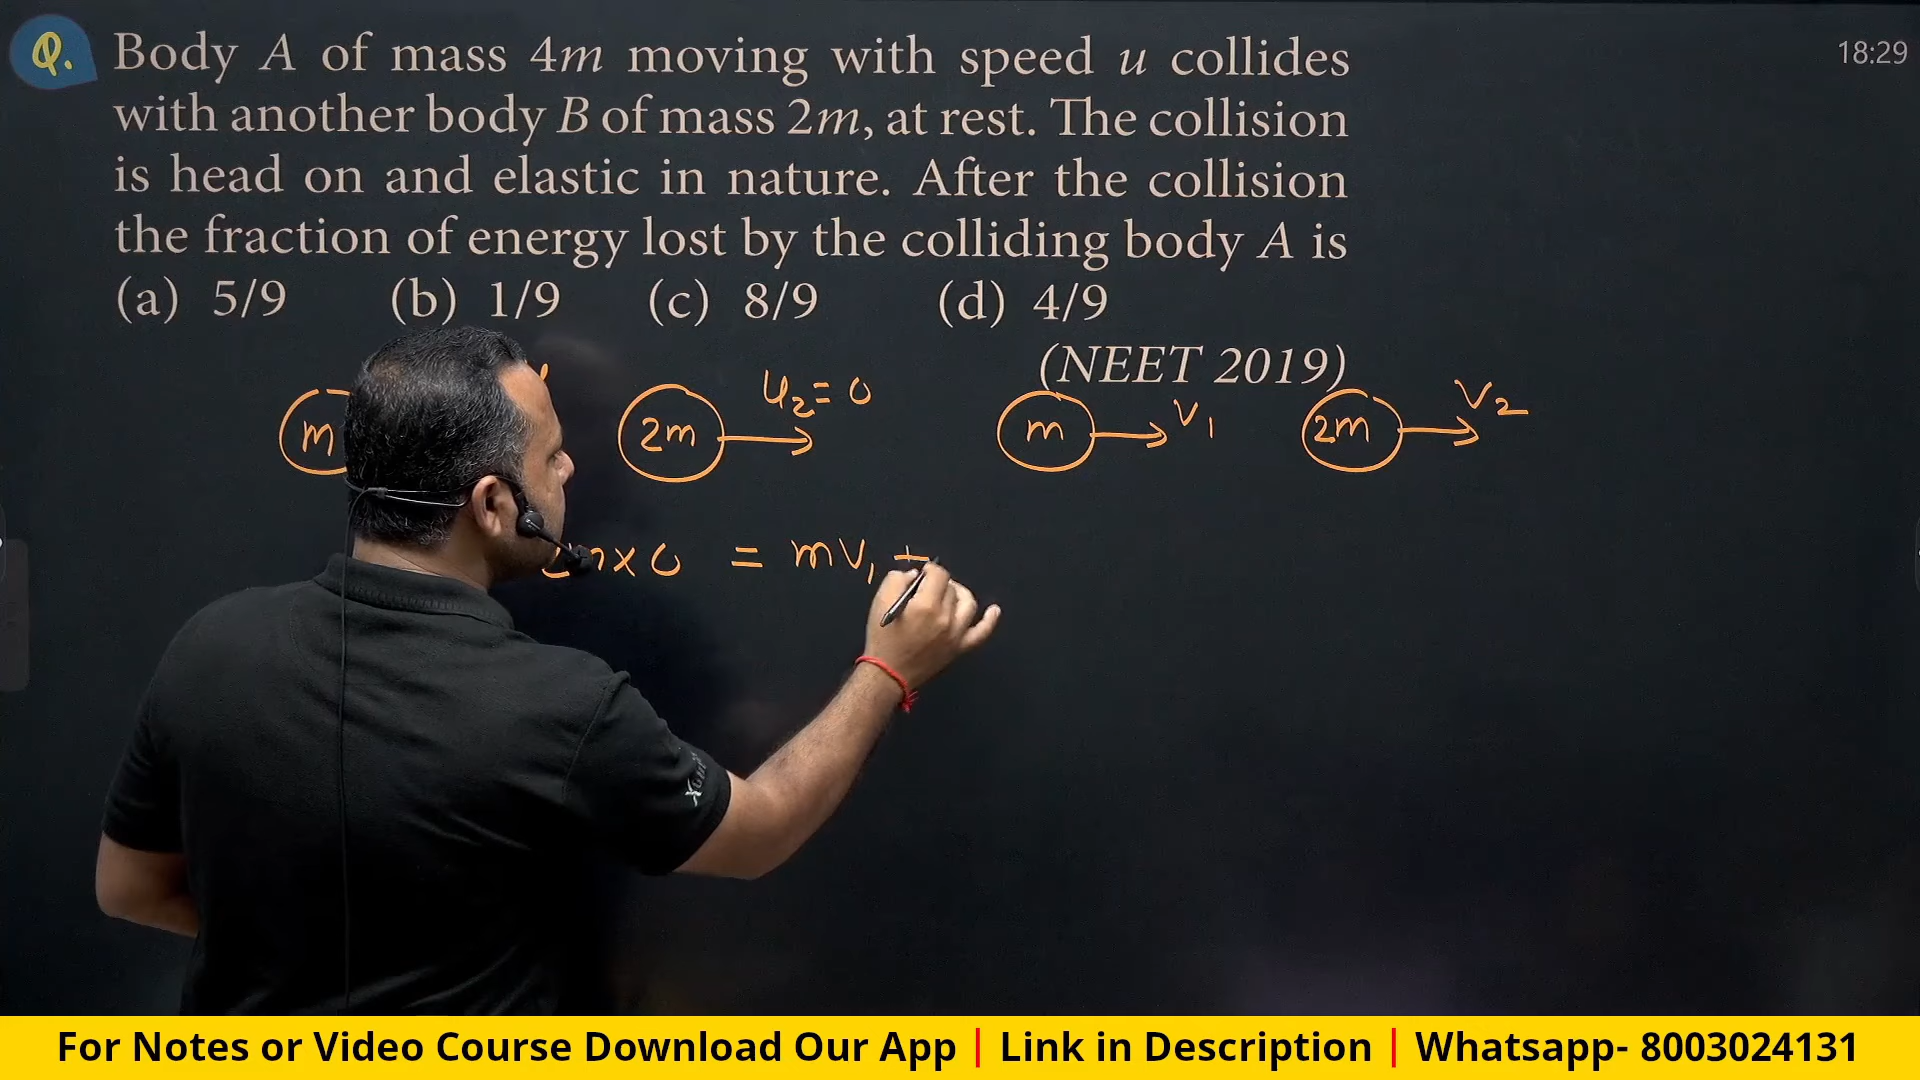 Q.
Body A of mass 4m moving with speed u collides
with another body B of mass 2m, at rest. The collision
is head on and elastic in nature. After the collision
the fraction of energy lost by the colliding body A is
(a) 5/9 (b) 1/9 (c) 8/9 (d) 4/9
(NEET 2019)
18:29
m 2m u₂=0 m v₁ 2m v₂
m×0 = mv₁ +
For Notes or Video Course Download Our App | Link in Description | Whatsapp- 8003024131